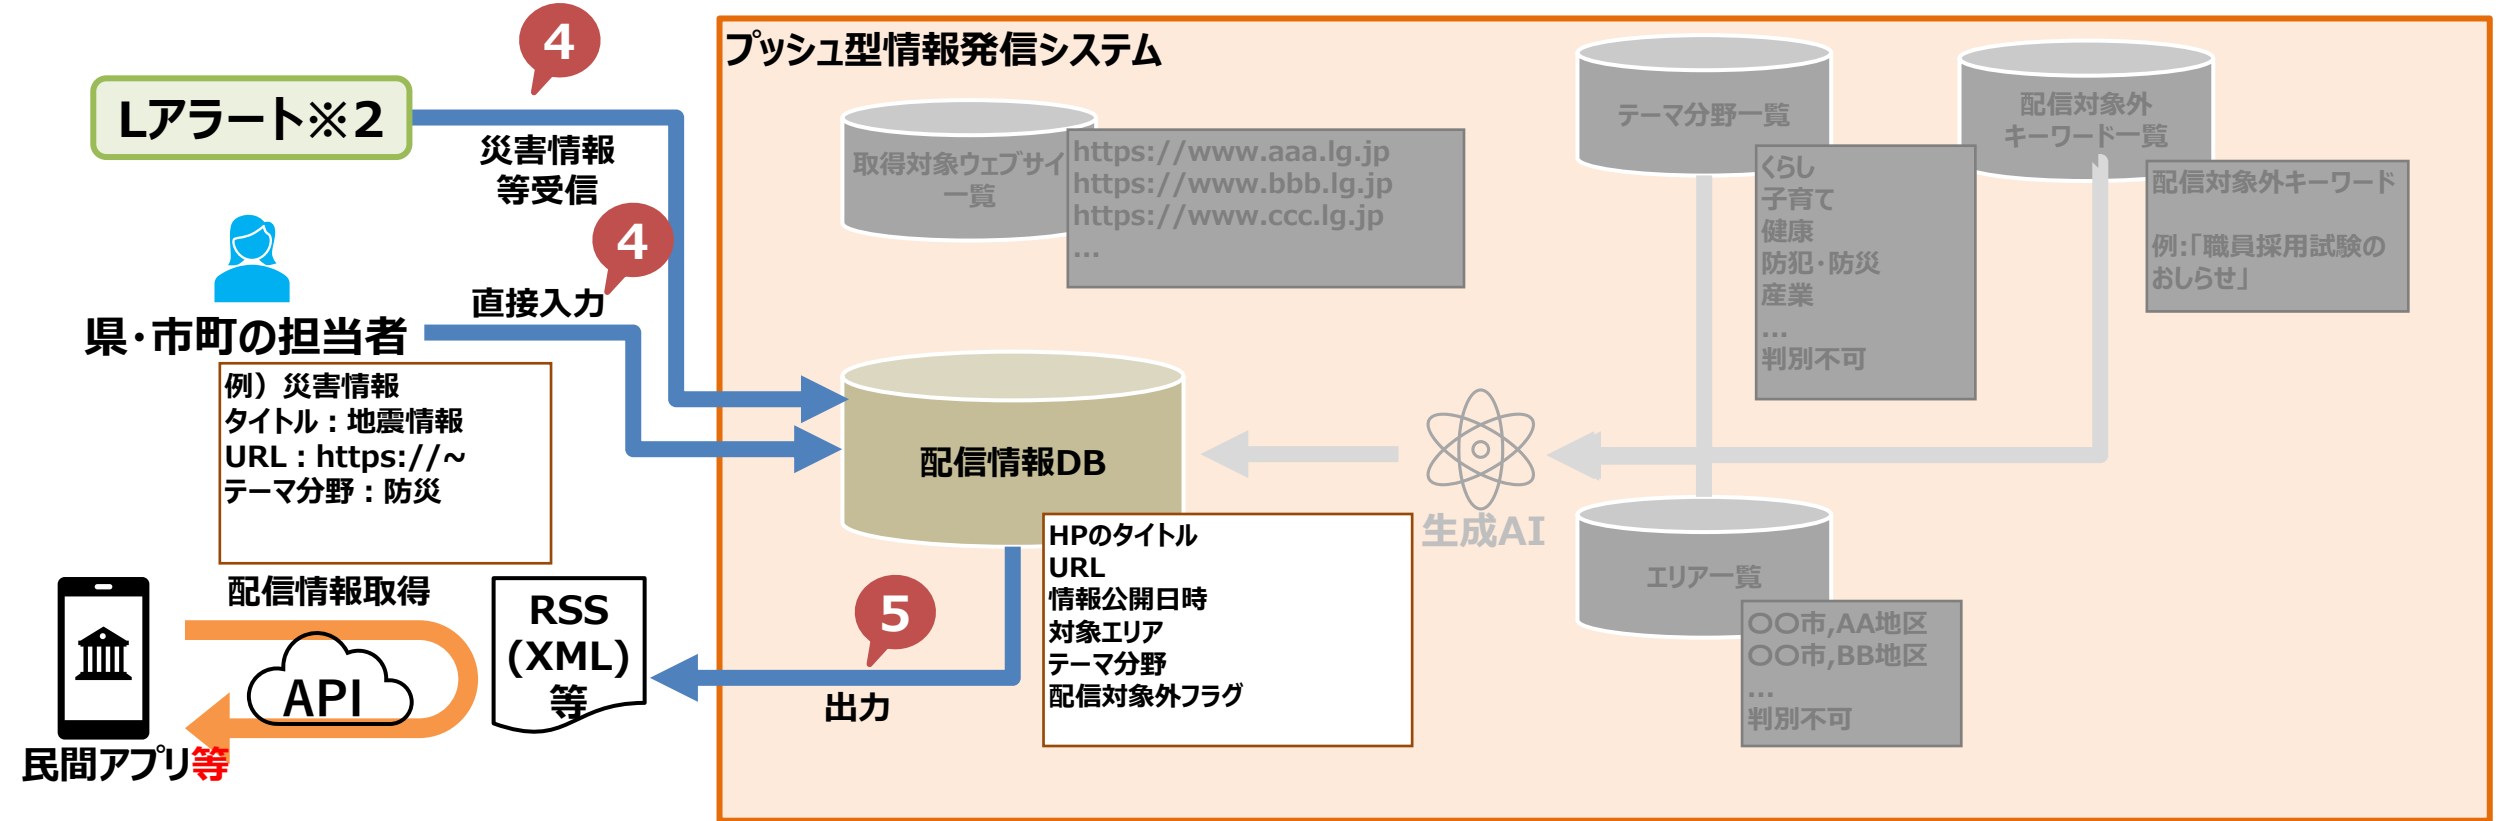 プッシュ型情報発信システム
4
Lアラート※2
災害情報
等受信
4
直接入力
県・市町の担当者
例）災害情報
タイトル：地震情報
URL：https://~
テーマ分野：防災
取得対象ウェブサイ
一覧
https://www.aaa.lg.jp
https://www.bbb.lg.jp
https://www.ccc.lg.jp
...
テーマ分野一覧
くらし
子育て
健康
防犯・防災
産業
...
判別不可
配信対象外
キーワード一覧
配信対象外キーワード
例:「職員採用試験の
おしらせ」
配信情報DB
HPのタイトル
URL
情報公開日時
対象エリア
テーマ分野
配信対象外フラグ
生成AI
エリア一覧
〇〇市,AA地区
〇〇市,BB地区
...
判別不可
5
出力
RSS
(XML)
等
配信情報取得
API
民間アプリ等